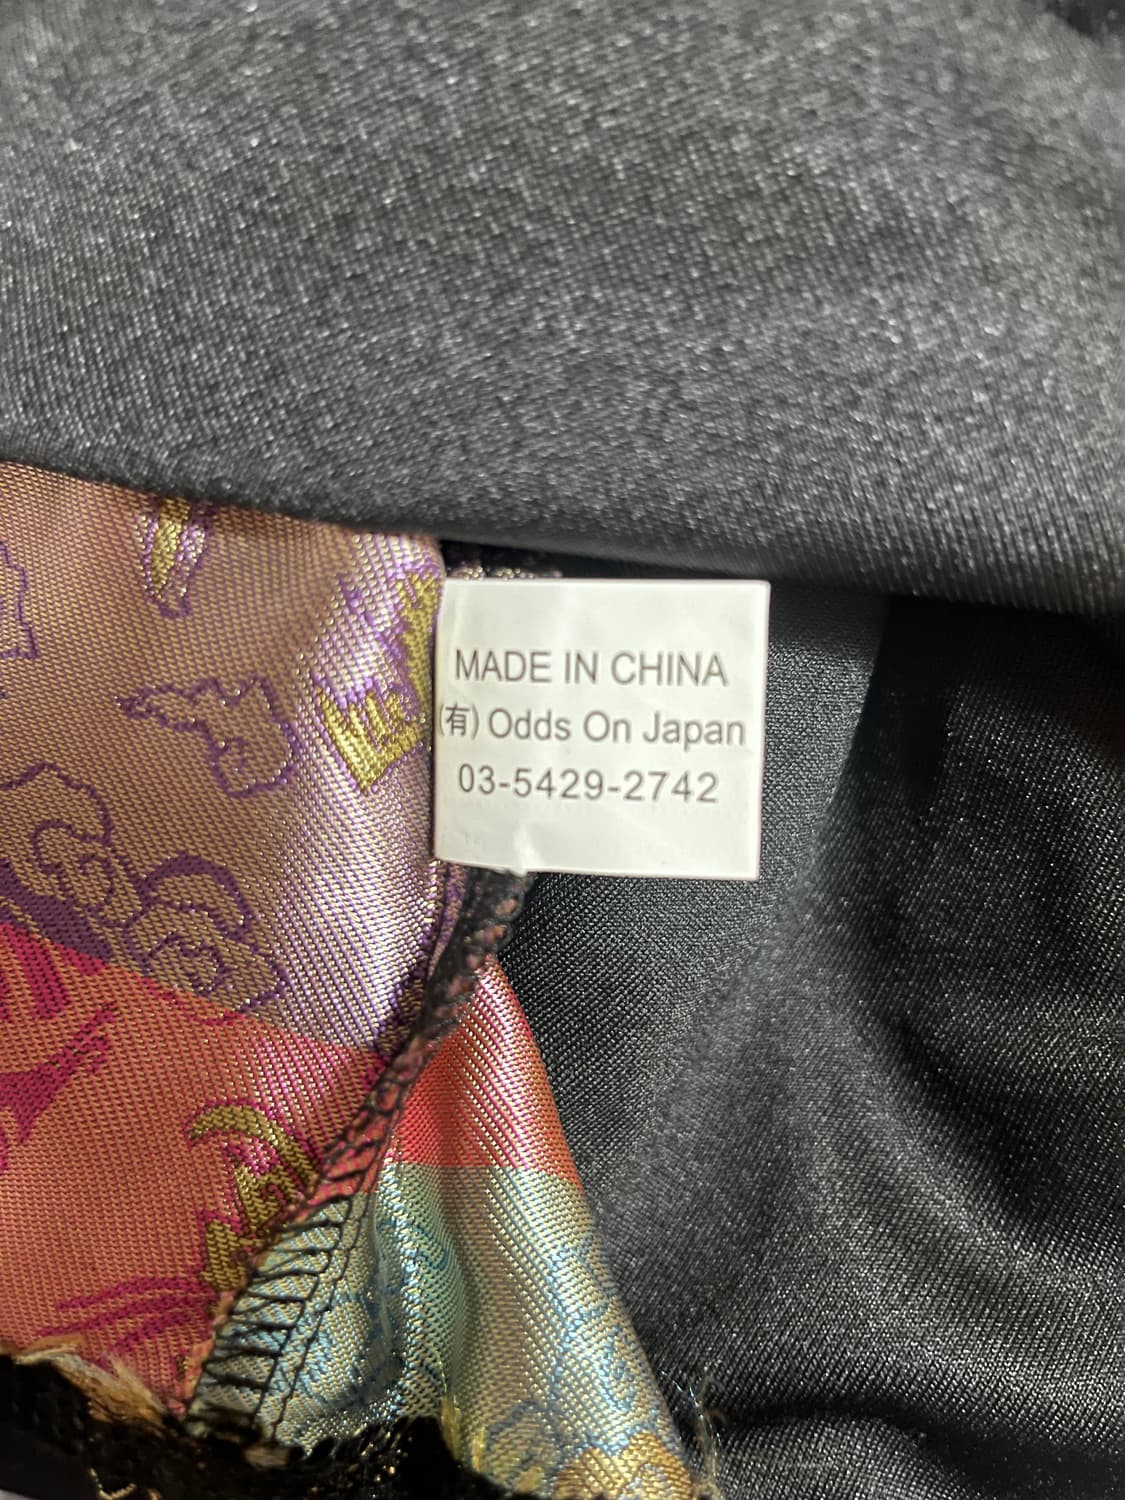 MADE IN CHINA
(有) Odds On Japan
03-5429-2742